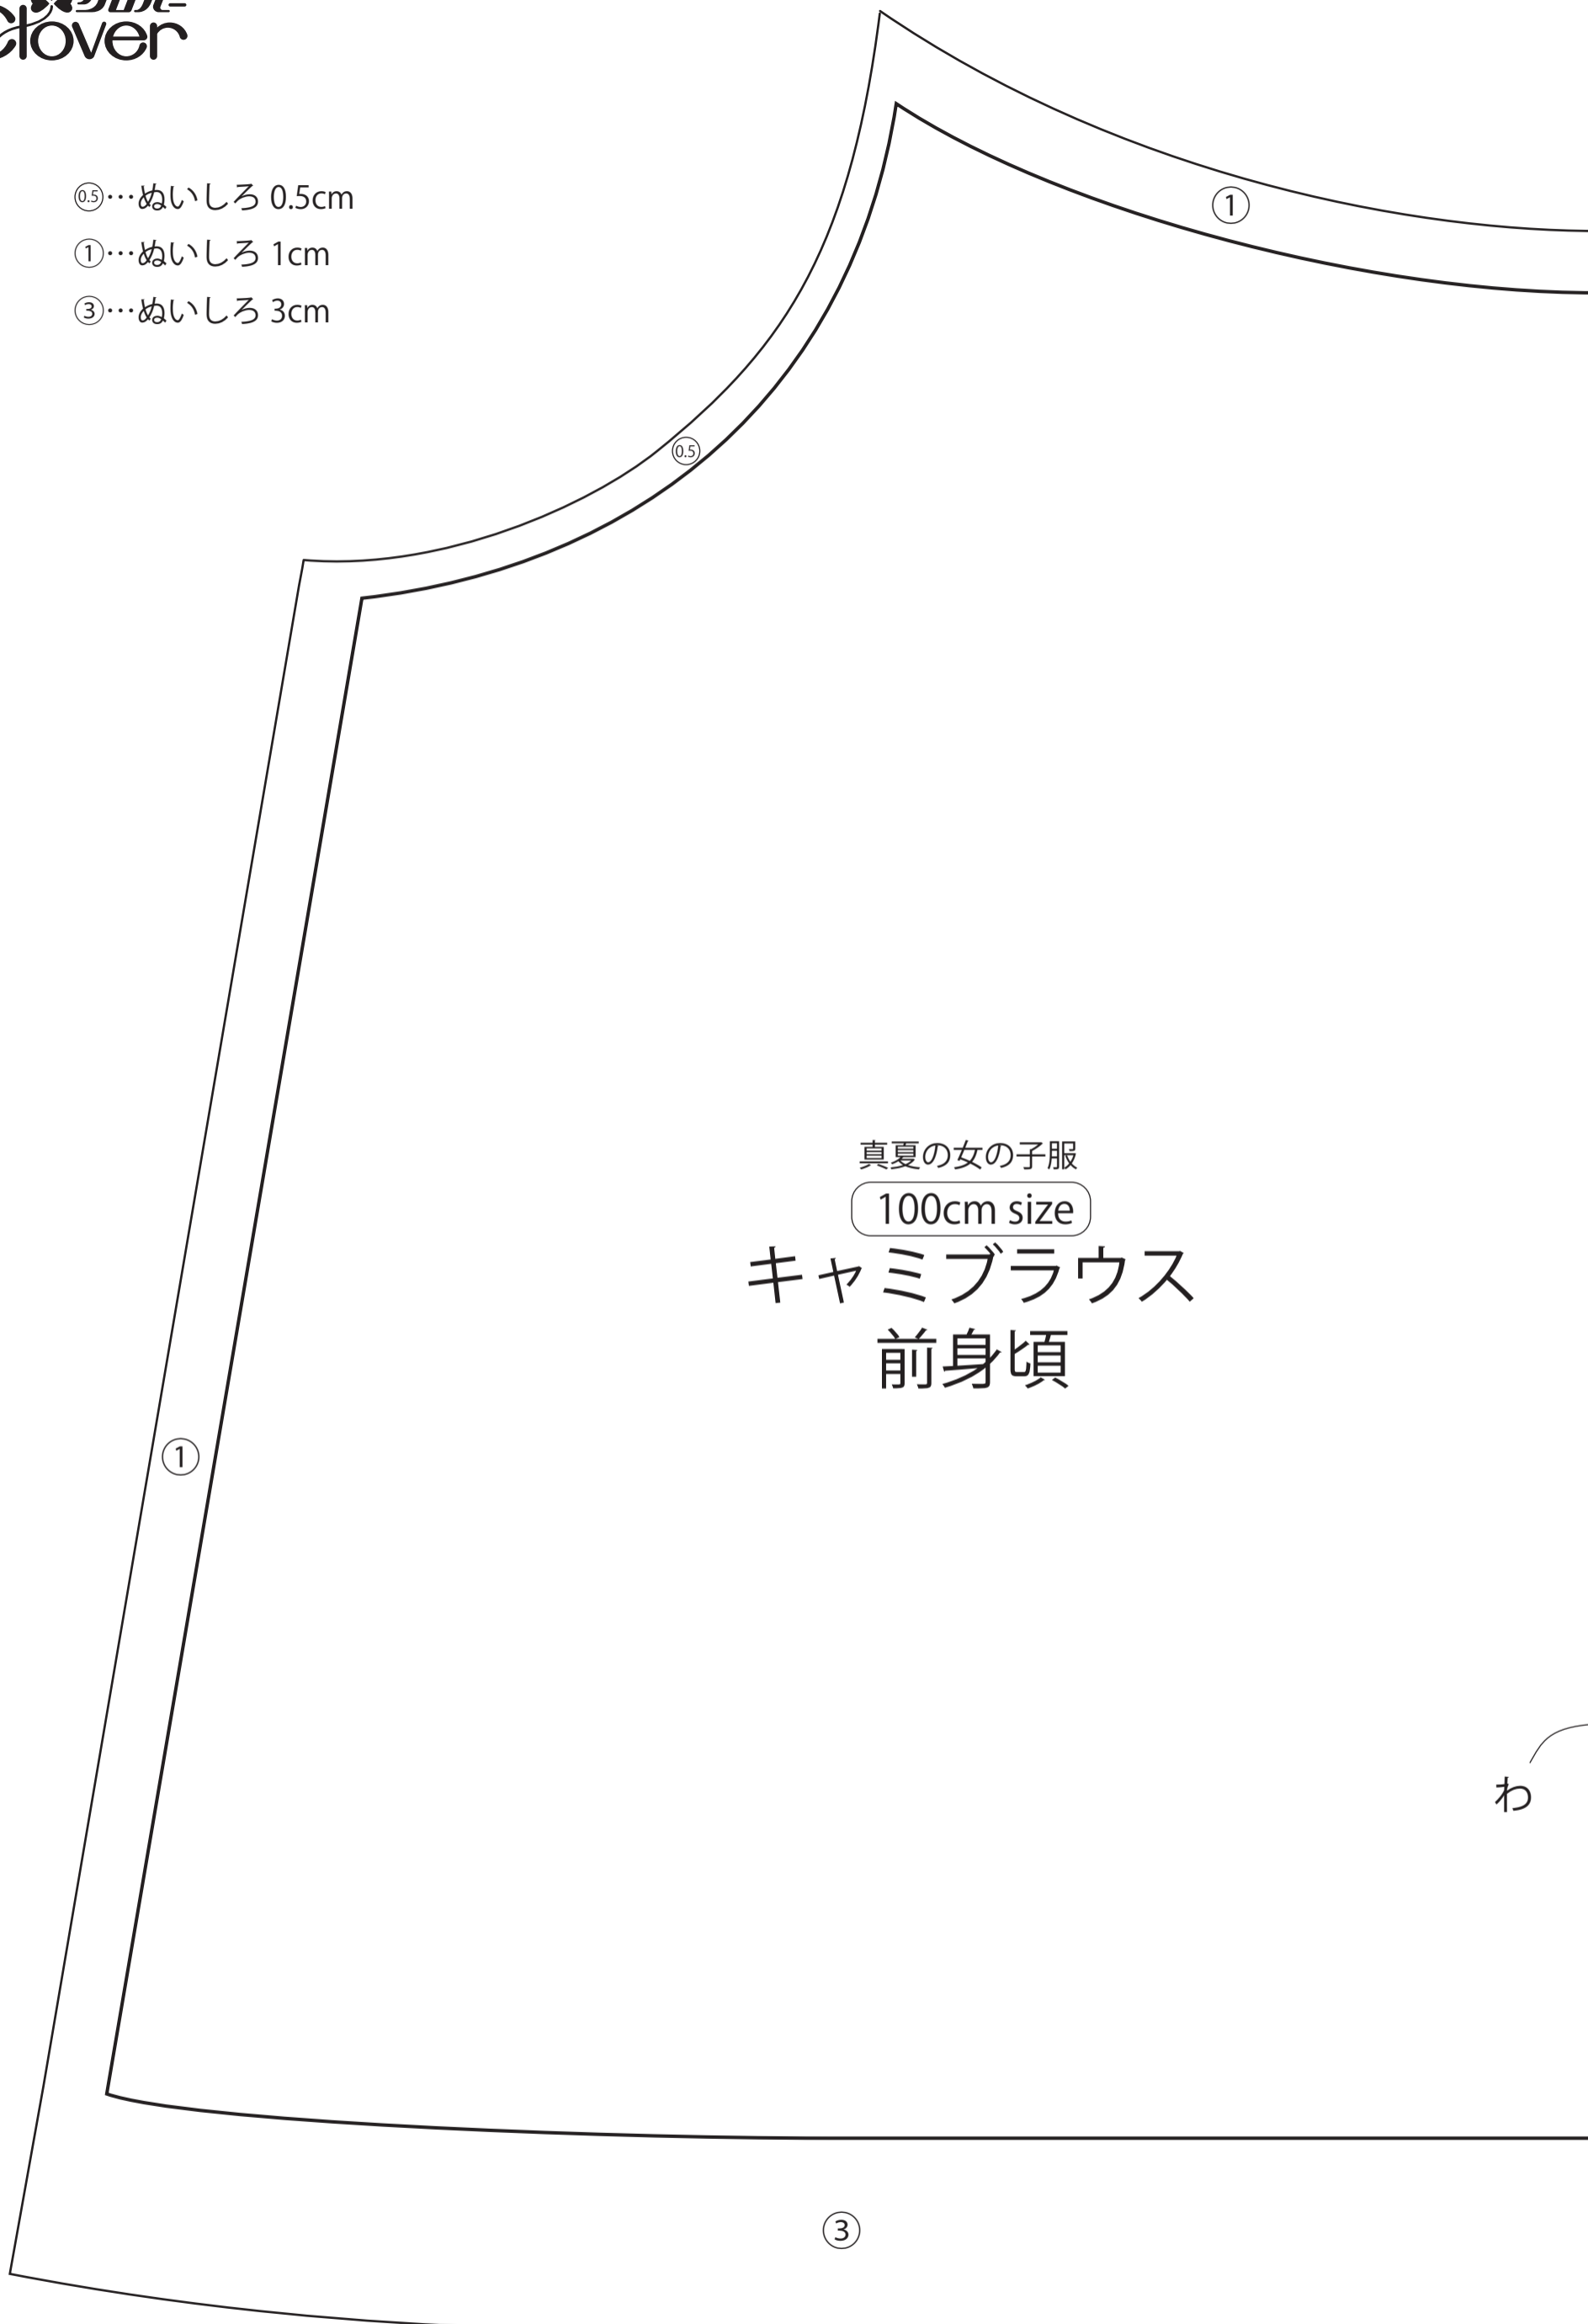 Clover
0.5…ぬいしろ 0.5cm
①…ぬいしろ 1cm
③…ぬいしろ 3cm
①
0.5
真夏の女の子服
100cm size
キャミブラウス
前身頃
①
わ
③